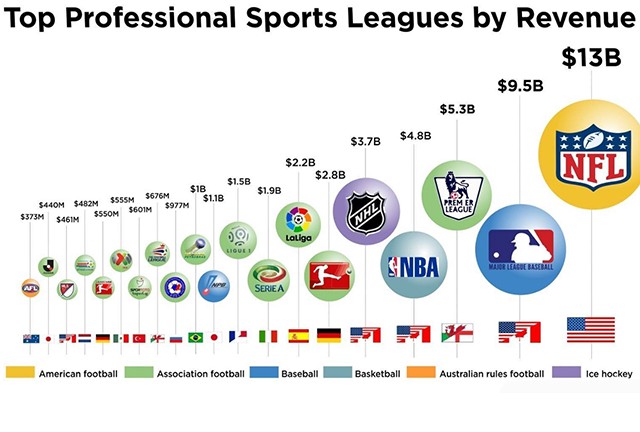 Top Professional Sports Leagues by Revenue
$13B
$9.5B
$5.3B
$4.8B
$3.7B
$2.8B
$2.2B
$1.9B
$1.5B
$1.1B
$1B
$977M
$676M
$601M
$555M
$550M
$482M
$461M
$440M
$373M
AFL
J
MLS
LIGUE 1
NPB
SERIE A
LaLiga
NHL
NBA
PREMIER
LEAGUE
MAJOR LEAGUE BASEBALL
NFL
American football
Association football
Baseball
Basketball
Australian rules football
Ice hockey